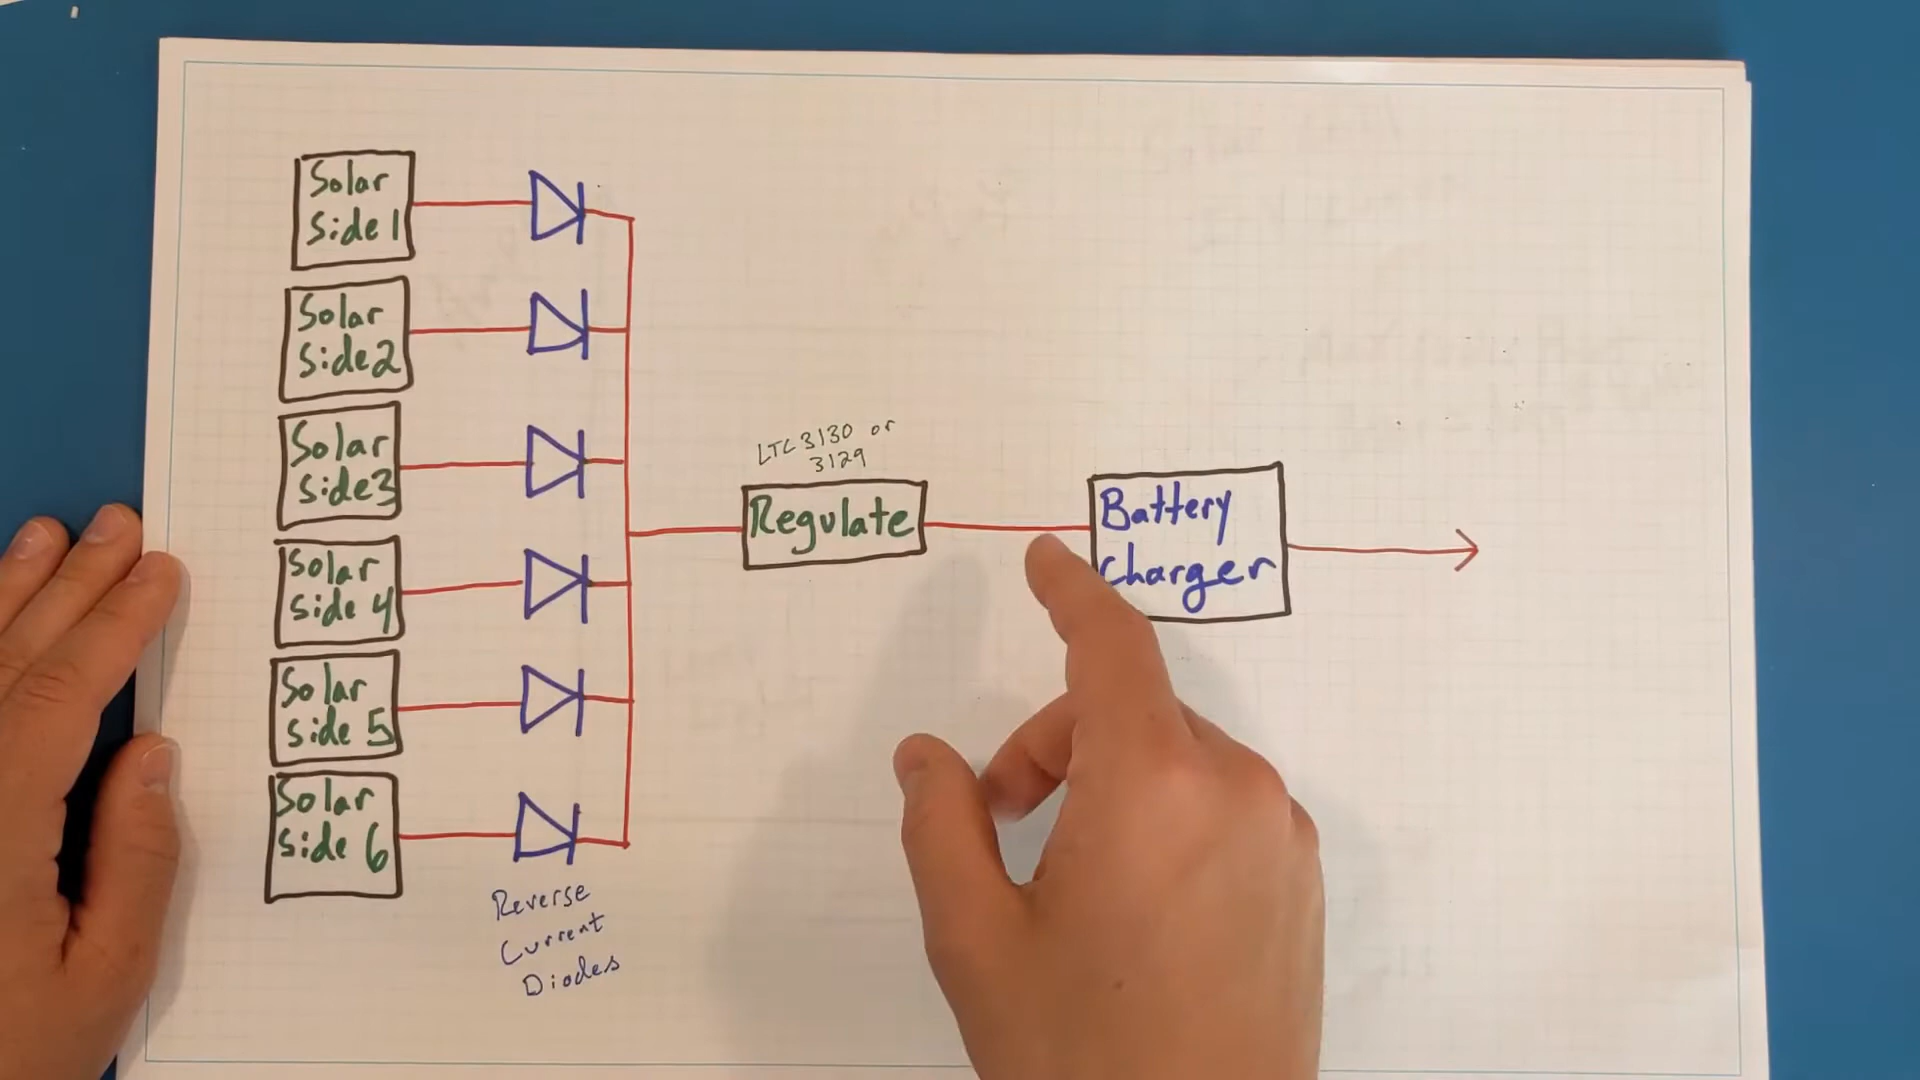 Solar
Side 1
Solar
Side 2
Solar
Side 3
Solar
Side 4
Solar
Side 5
Solar
Side 6
Reverse
Current
Diodes
LTC3130 or
3129
Regulate
Battery
Charger